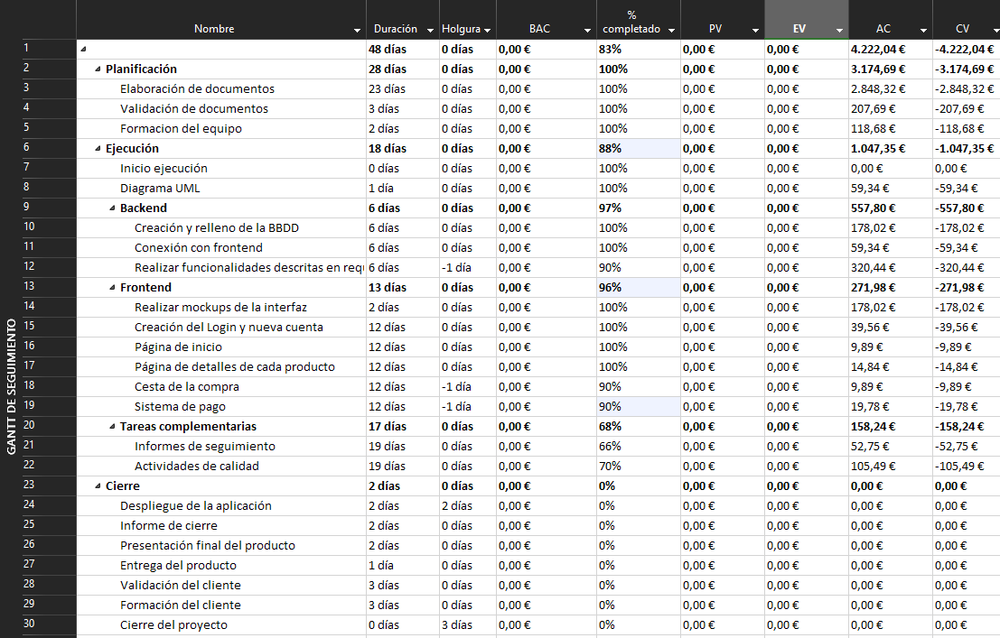 Nombre Duración Holgura BAC % completado PV EV AC CV
1 48 días 0 días 0,00 € 83% 0,00 € 0,00 € 4.222,04 € -4.222,04 €
2 Planificación 28 días 0 días 0,00 € 100% 0,00 € 0,00 € 3.174,69 € -3.174,69 €
3 Elaboración de documentos 23 días 0 días 0,00 € 100% 0,00 € 0,00 € 2.848,32 € -2.848,32 €
4 Validación de documentos 3 días 0 días 0,00 € 100% 0,00 € 0,00 € 207,69 € -207,69 €
5 Formacion del equipo 2 días 0 días 0,00 € 100% 0,00 € 0,00 € 118,68 € -118,68 €
6 Ejecución 18 días 0 días 0,00 € 88% 0,00 € 0,00 € 1.047,35 € -1.047,35 €
7 Inicio ejecución 0 días 0 días 0,00 € 100% 0,00 € 0,00 € 0,00 € 0,00 €
8 Diagrama UML 1 día 0 días 0,00 € 100% 0,00 € 0,00 € 59,34 € -59,34 €
9 Backend 6 días 0 días 0,00 € 97% 0,00 € 0,00 € 557,80 € -557,80 €
10 Creación y relleno de la BBDD 6 días 0 días 0,00 € 100% 0,00 € 0,00 € 178,02 € -178,02 €
11 Conexión con frontend 6 días 0 días 0,00 € 100% 0,00 € 0,00 € 59,34 € -59,34 €
12 Realizar funcionalidades descritas en requ 6 días -1 día 0,00 € 90% 0,00 € 0,00 € 320,44 € -320,44 €
13 Frontend 13 días 0 días 0,00 € 96% 0,00 € 0,00 € 271,98 € -271,98 €
14 Realizar mockups de la interfaz 2 días 0 días 0,00 € 100% 0,00 € 0,00 € 178,02 € -178,02 €
15 Creación del Login y nueva cuenta 12 días 0 días 0,00 € 100% 0,00 € 0,00 € 39,56 € -39,56 €
16 Página de inicio 12 días 0 días 0,00 € 100% 0,00 € 0,00 € 9,89 € -9,89 €
17 Página de detalles de cada producto 12 días 0 días 0,00 € 100% 0,00 € 0,00 € 14,84 € -14,84 €
18 Cesta de la compra 12 días -1 día 0,00 € 90% 0,00 € 0,00 € 9,89 € -9,89 €
19 Sistema de pago 12 días -1 día 0,00 € 90% 0,00 € 0,00 € 19,78 € -19,78 €
20 Tareas complementarias 17 días 0 días 0,00 € 68% 0,00 € 0,00 € 158,24 € -158,24 €
21 Informes de seguimiento 19 días 0 días 0,00 € 66% 0,00 € 0,00 € 52,75 € -52,75 €
22 Actividades de calidad 19 días 0 días 0,00 € 70% 0,00 € 0,00 € 105,49 € -105,49 €
23 Cierre 2 días 0 días 0,00 € 0% 0,00 € 0,00 € 0,00 € 0,00 €
24 Despliegue de la aplicación 2 días 2 días 0,00 € 0% 0,00 € 0,00 € 0,00 € 0,00 €
25 Informe de cierre 2 días 0 días 0,00 € 0% 0,00 € 0,00 € 0,00 € 0,00 €
26 Presentación final del producto 2 días 0 días 0,00 € 0% 0,00 € 0,00 € 0,00 € 0,00 €
27 Entrega del producto 1 día 0 días 0,00 € 0% 0,00 € 0,00 € 0,00 € 0,00 €
28 Validación del cliente 3 días 0 días 0,00 € 0% 0,00 € 0,00 € 0,00 € 0,00 €
29 Formación del cliente 3 días 0 días 0,00 € 0% 0,00 € 0,00 € 0,00 € 0,00 €
30 Cierre del proyecto 0 días 3 días 0,00 € 0% 0,00 € 0,00 € 0,00 € 0,00 €
GANTT DE SEGUIMIENTO